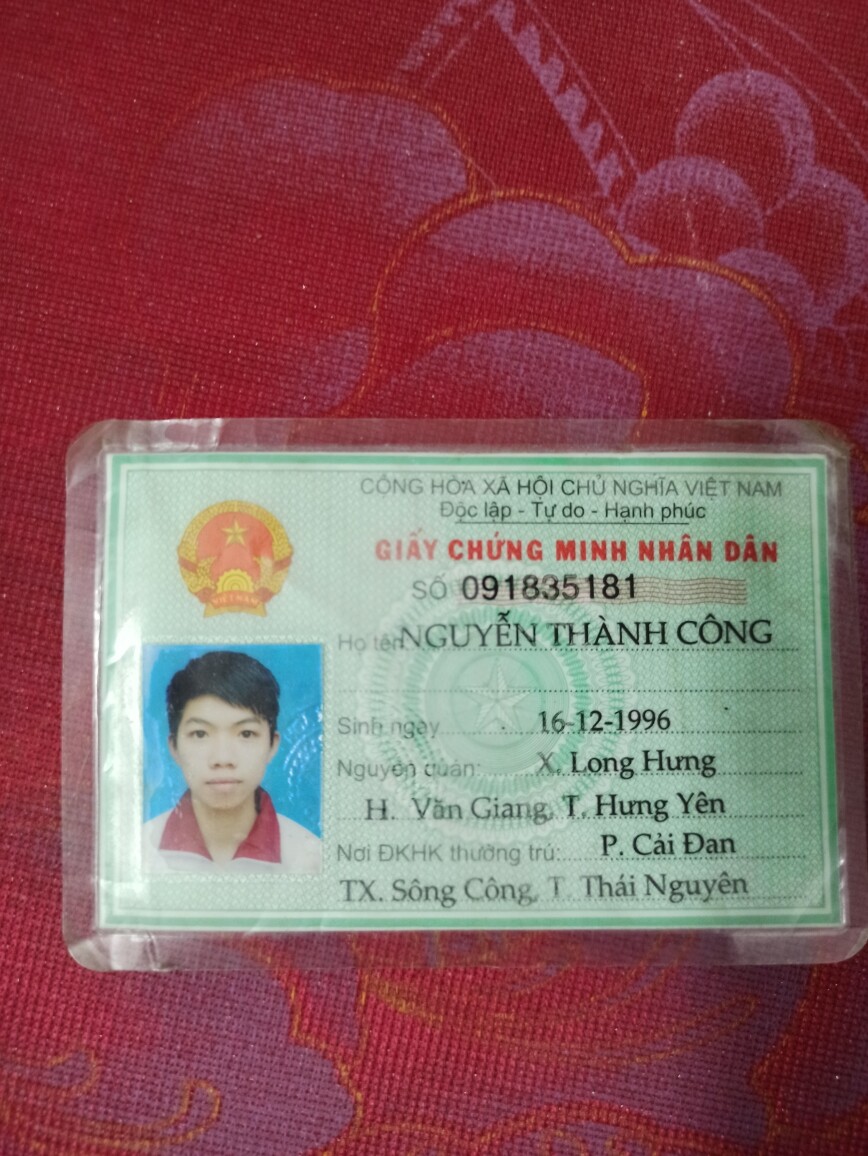 CỘNG HÒA XÃ HỘI CHỦ NGHĨA VIỆT NAM
Độc lập - Tự do - Hạnh phúc
GIẤY CHỨNG MINH NHÂN DÂN
SỐ 091835181
Họ tên NGUYỄN THÀNH CÔNG
Sinh ngày 16-12-1996
Nguyên quán: X. Long Hưng
H. Văn Giang, T. Hưng Yên
Nơi ĐKHK thường trú: P. Cải Đan
TX. Sông Công, T. Thái Nguyên
VIỆT NAM